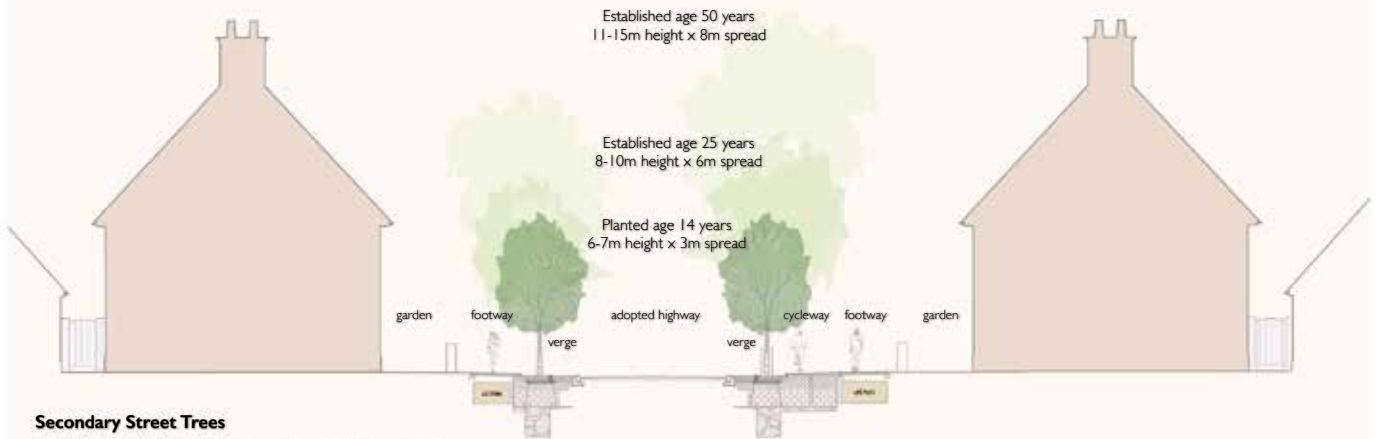 Established age 50 years
11-15m height x 8m spread
Established age 25 years
8-10m height x 6m spread
Planted age 14 years
6-7m height x 3m spread
garden
footway
adopted highway
cycleway
footway
garden
verge
verge
Secondary Street Trees